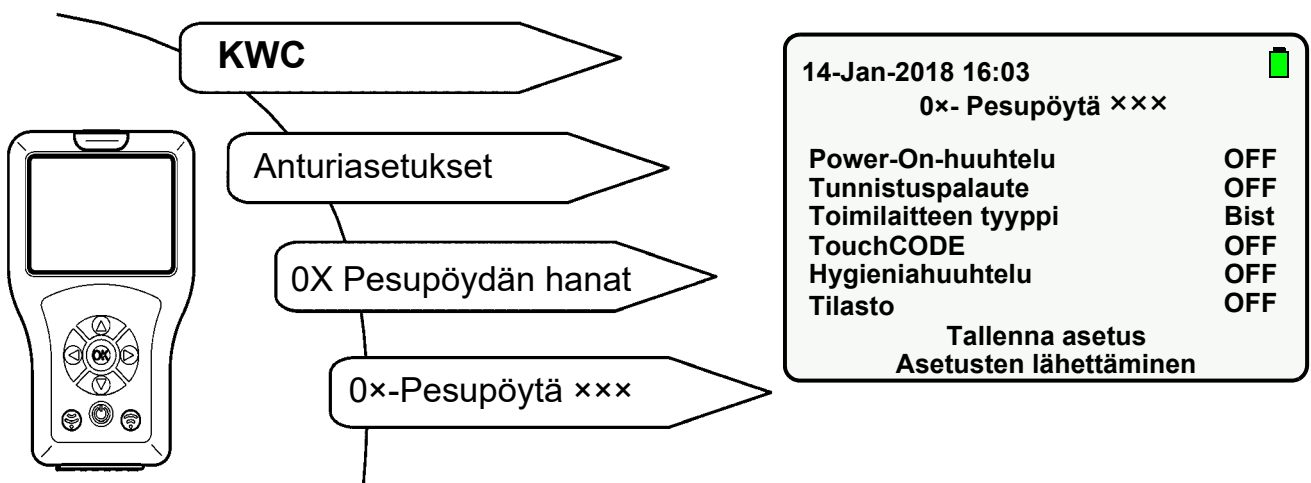 KWC
Anturiasetukset
0X Pesupöydän hanat
0×-Pesupöytä ×××
OK
14-Jan-2018 16:03
0×- Pesupöytä ×××
Power-On-huuhtelu OFF
Tunnistuspalaute OFF
Toimilaitteen tyyppi Bist
TouchCODE OFF
Hygieniahuuhtelu OFF
Tilasto OFF
Tallenna asetus
Asetusten lähettäminen